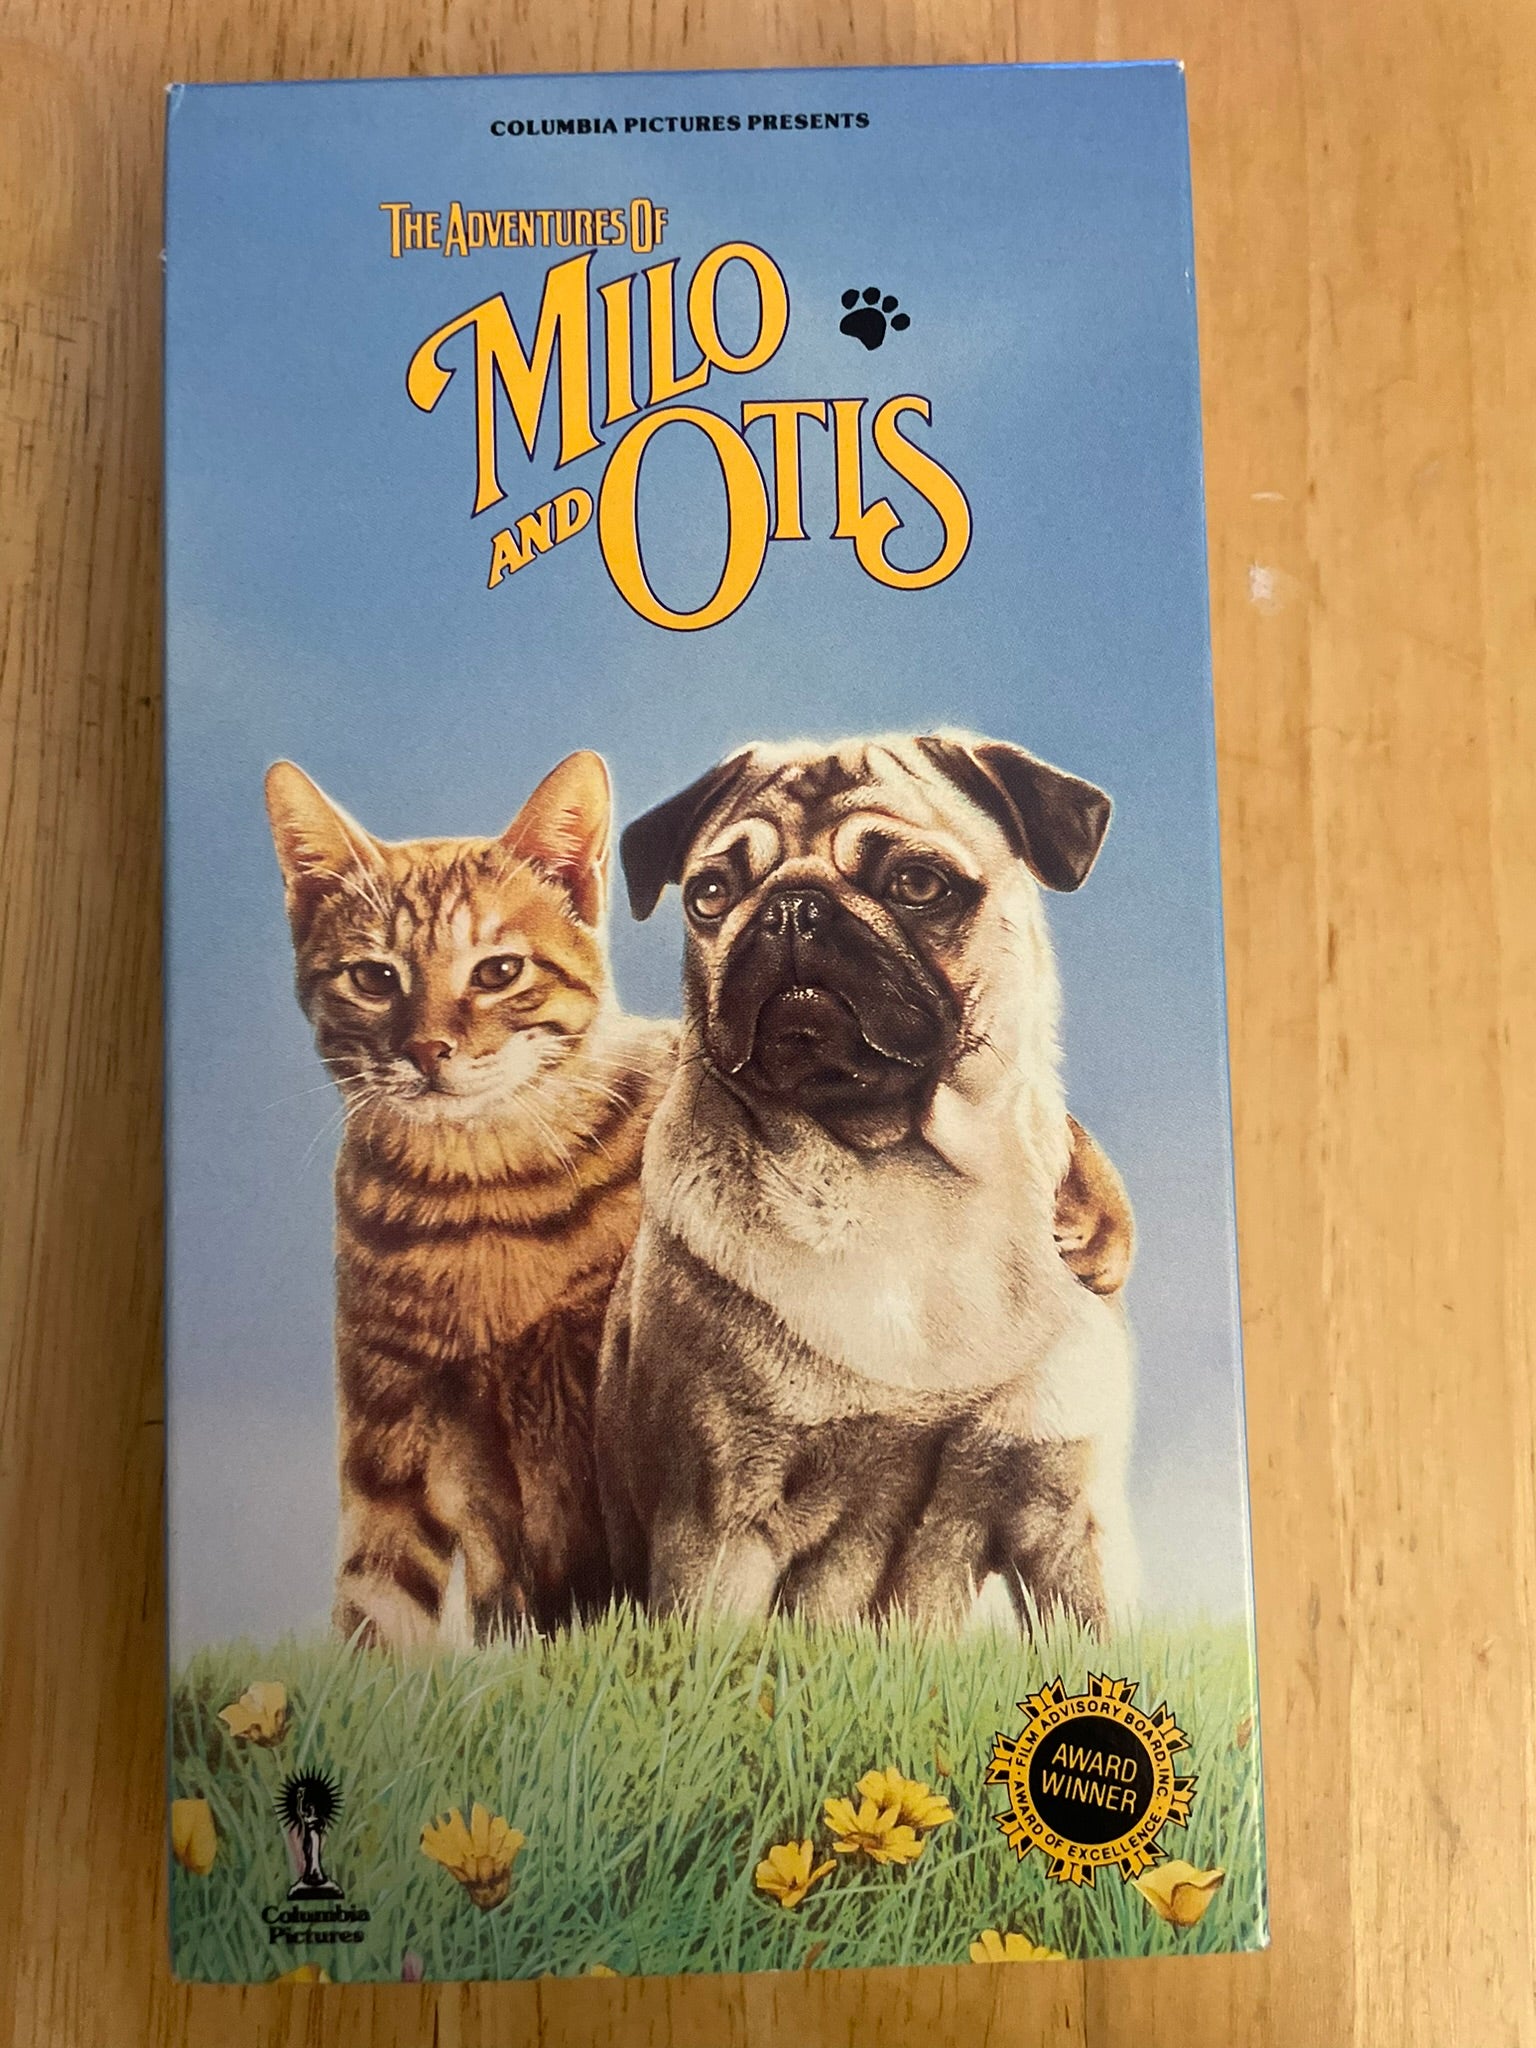 COLUMBIA PICTURES PRESENTS
THE ADVENTURES OF
MILO
AND OTIS
FILM ADVISORY BOARD, INC.
AWARD
WINNER
AWARD OF EXCELLENCE
Columbia
Pictures